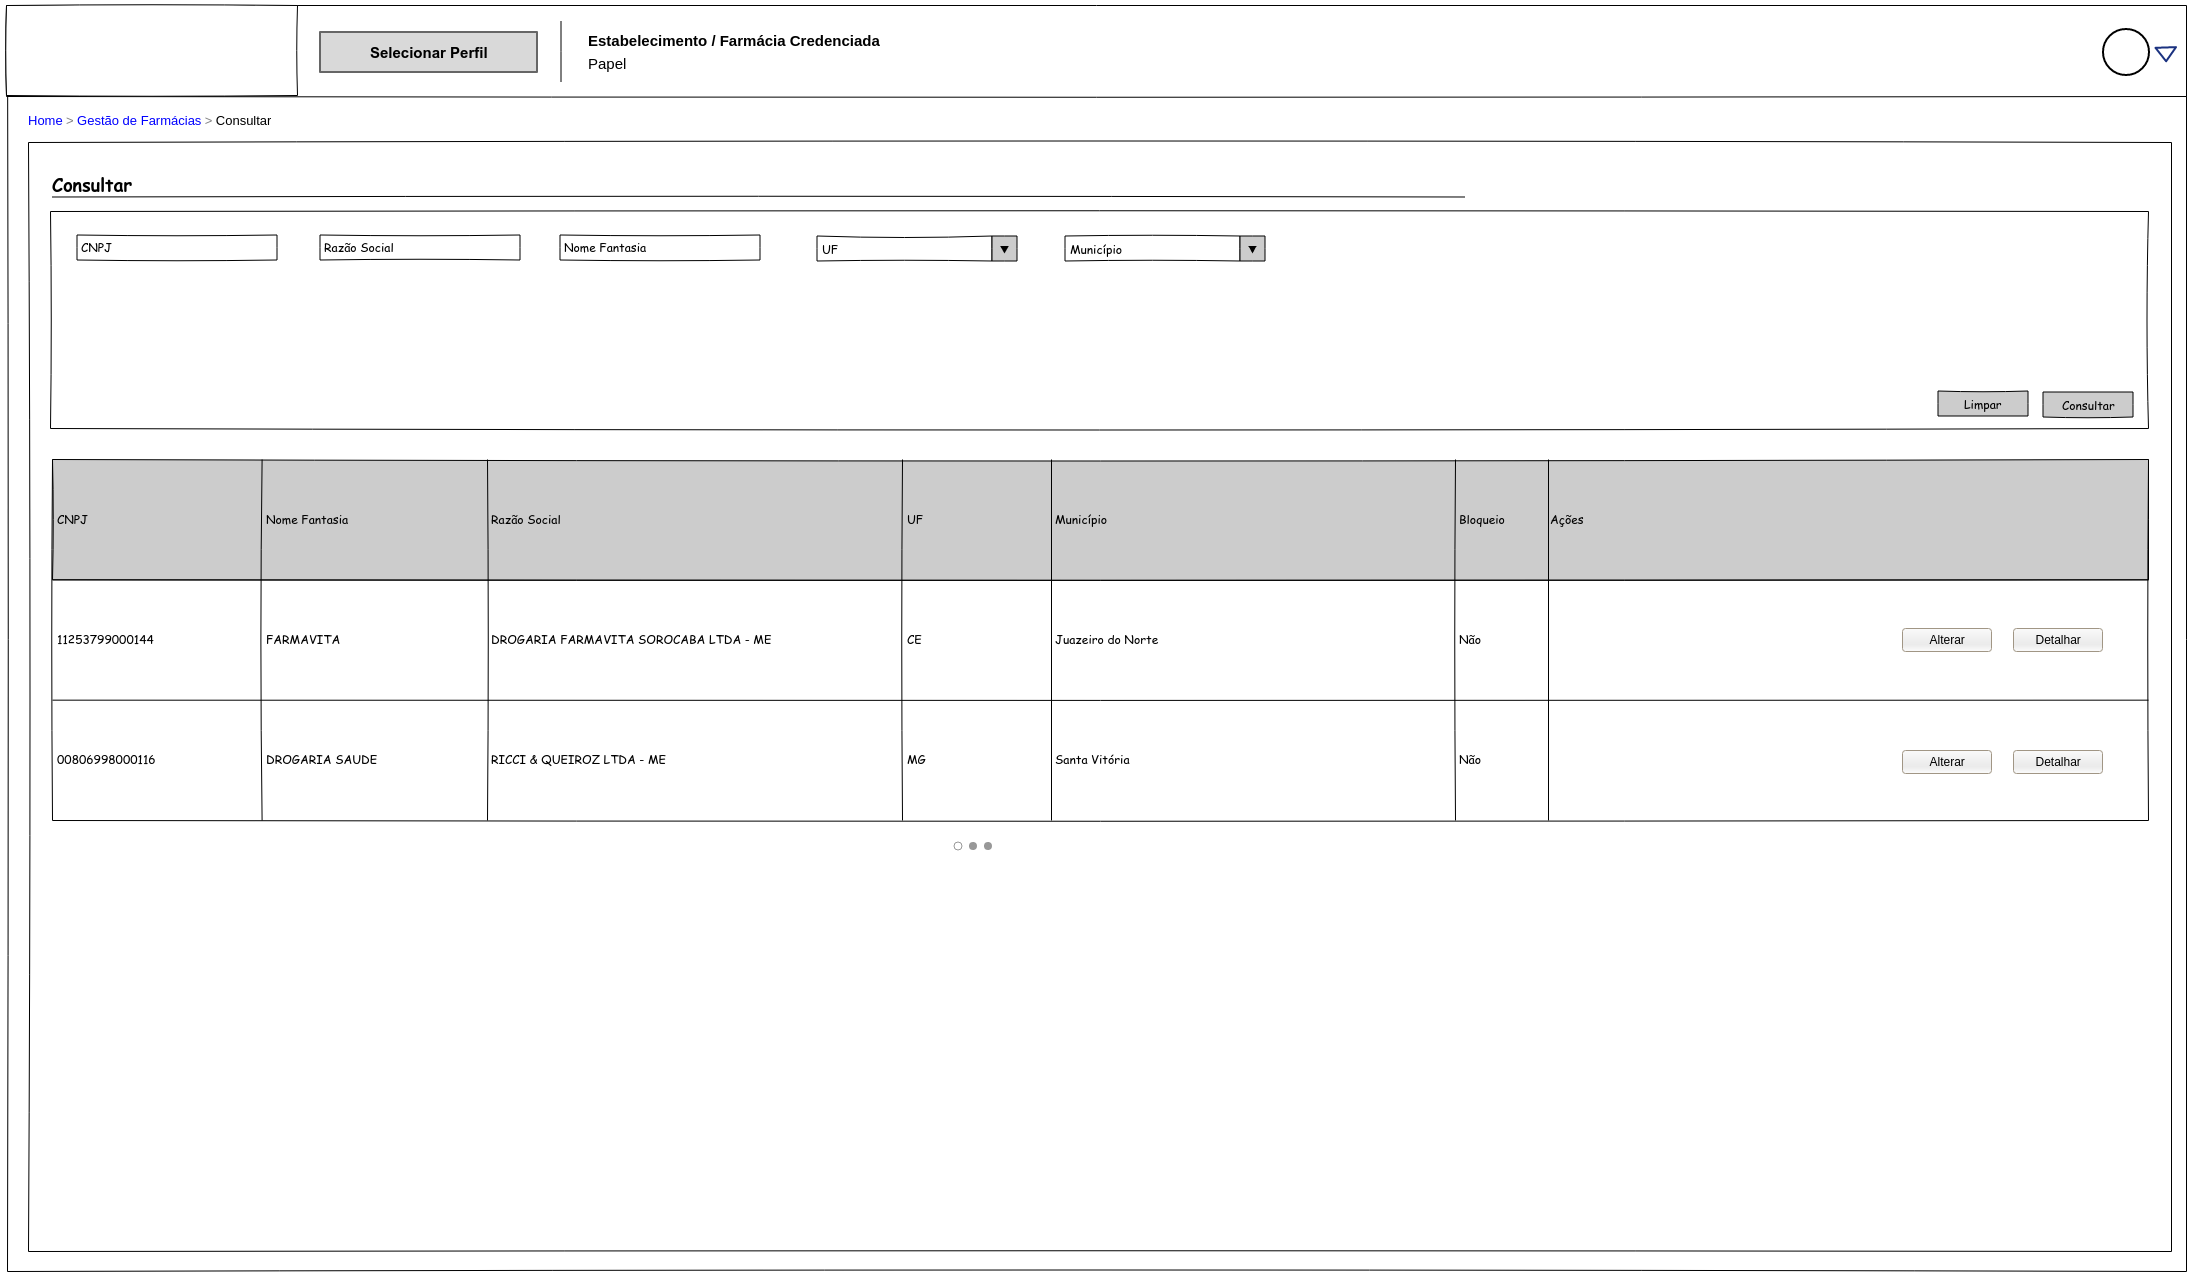 Selecionar Perfil
Estabelecimento / Farmácia Credenciada
Papel
Home > Gestão de Farmácias > Consultar
Consultar
CNPJ Razão Social Nome Fantasia UF Município
Limpar Consultar
CNPJ Nome Fantasia Razão Social UF Município Bloqueio Ações
11253799000144 FARMAVITA DROGARIA FARMAVITA SOROCABA LTDA - ME CE Juazeiro do Norte Não Alterar Detalhar
00806998000116 DROGARIA SAUDE RICCI & QUEIROZ LTDA - ME MG Santa Vitória Não Alterar Detalhar